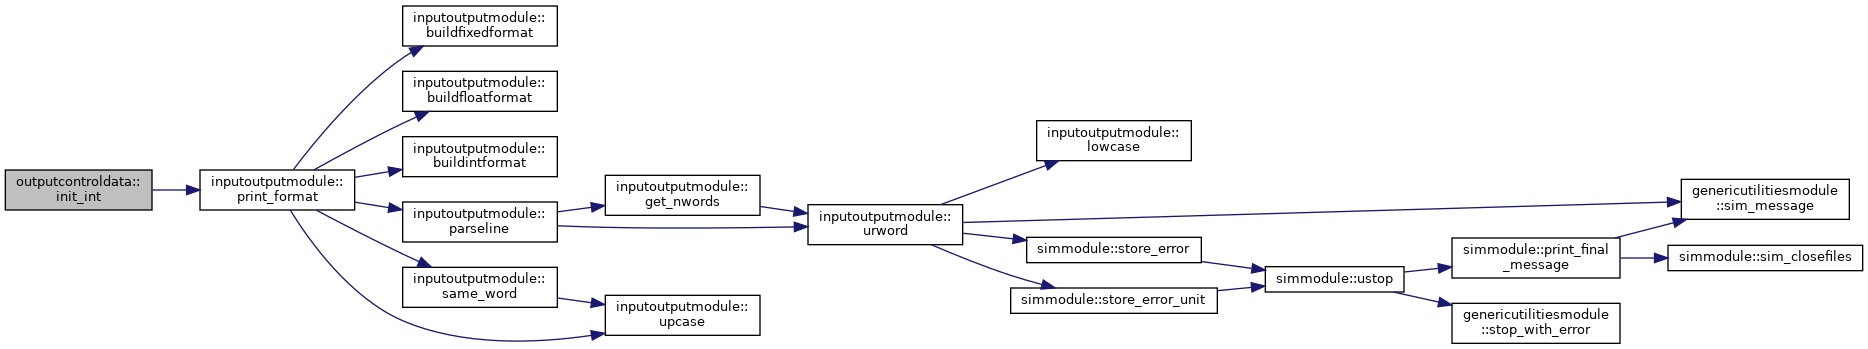 outputcontroldata::
init_int
inputoutputmodule::
print_format
inputoutputmodule::
buildfixedformat
inputoutputmodule::
buildfloatformat
inputoutputmodule::
buildintformat
inputoutputmodule::
parseline
inputoutputmodule::
same_word
inputoutputmodule::
get_nwords
inputoutputmodule::
upcase
inputoutputmodule::
urword
inputoutputmodule::
lowcase
simmodule::store_error
simmodule::store_error_unit
simmodule::ustop
simmodule::print_final
_message
genericutilitiesmodule
::stop_with_error
genericutilitiesmodule
::sim_message
simmodule::sim_closefiles